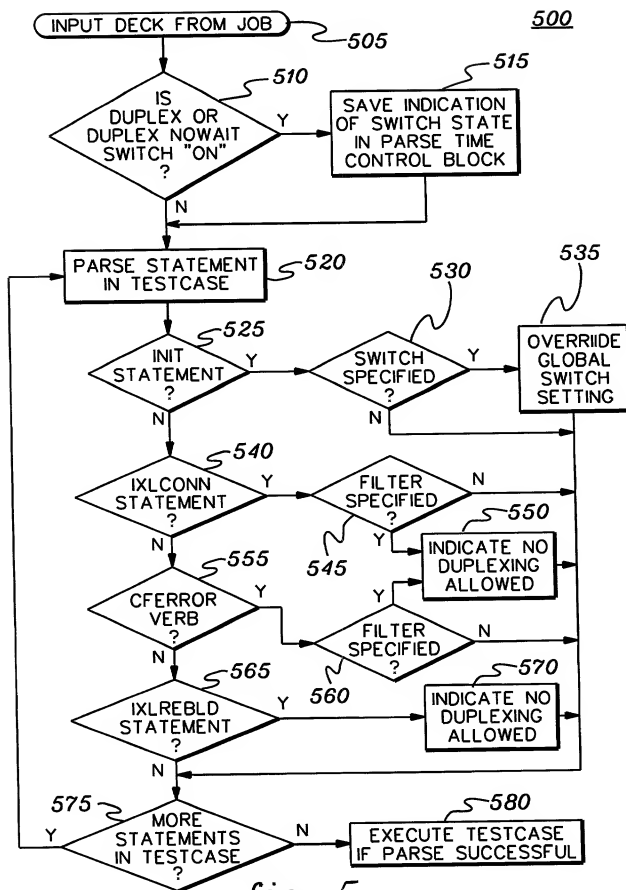 INPUT DECK FROM JOB
505
500
510
IS
DUPLEX OR
DUPLEX NOWAIT
SWITCH "ON"
?
Y
N
515
SAVE INDICATION
OF SWITCH STATE
IN PARSE TIME
CONTROL BLOCK
PARSE STATEMENT
IN TESTCASE
520
525
INIT
STATEMENT
?
Y
N
530
SWITCH
SPECIFIED
?
Y
N
535
OVERRIIDE
GLOBAL
SWITCH
SETTING
540
IXLCONN
STATEMENT
?
Y
N
FILTER
SPECIFIED
?
N
Y
545
550
INDICATE NO
DUPLEXING
ALLOWED
555
CFERROR
VERB
?
Y
N
FILTER
SPECIFIED
?
Y
N
560
565
IXLREBLD
STATEMENT
?
Y
N
570
INDICATE NO
DUPLEXING
ALLOWED
575
MORE
STATEMENTS
IN TESTCASE
?
Y
N
580
EXECUTE TESTCASE
IF PARSE SUCCESSFUL